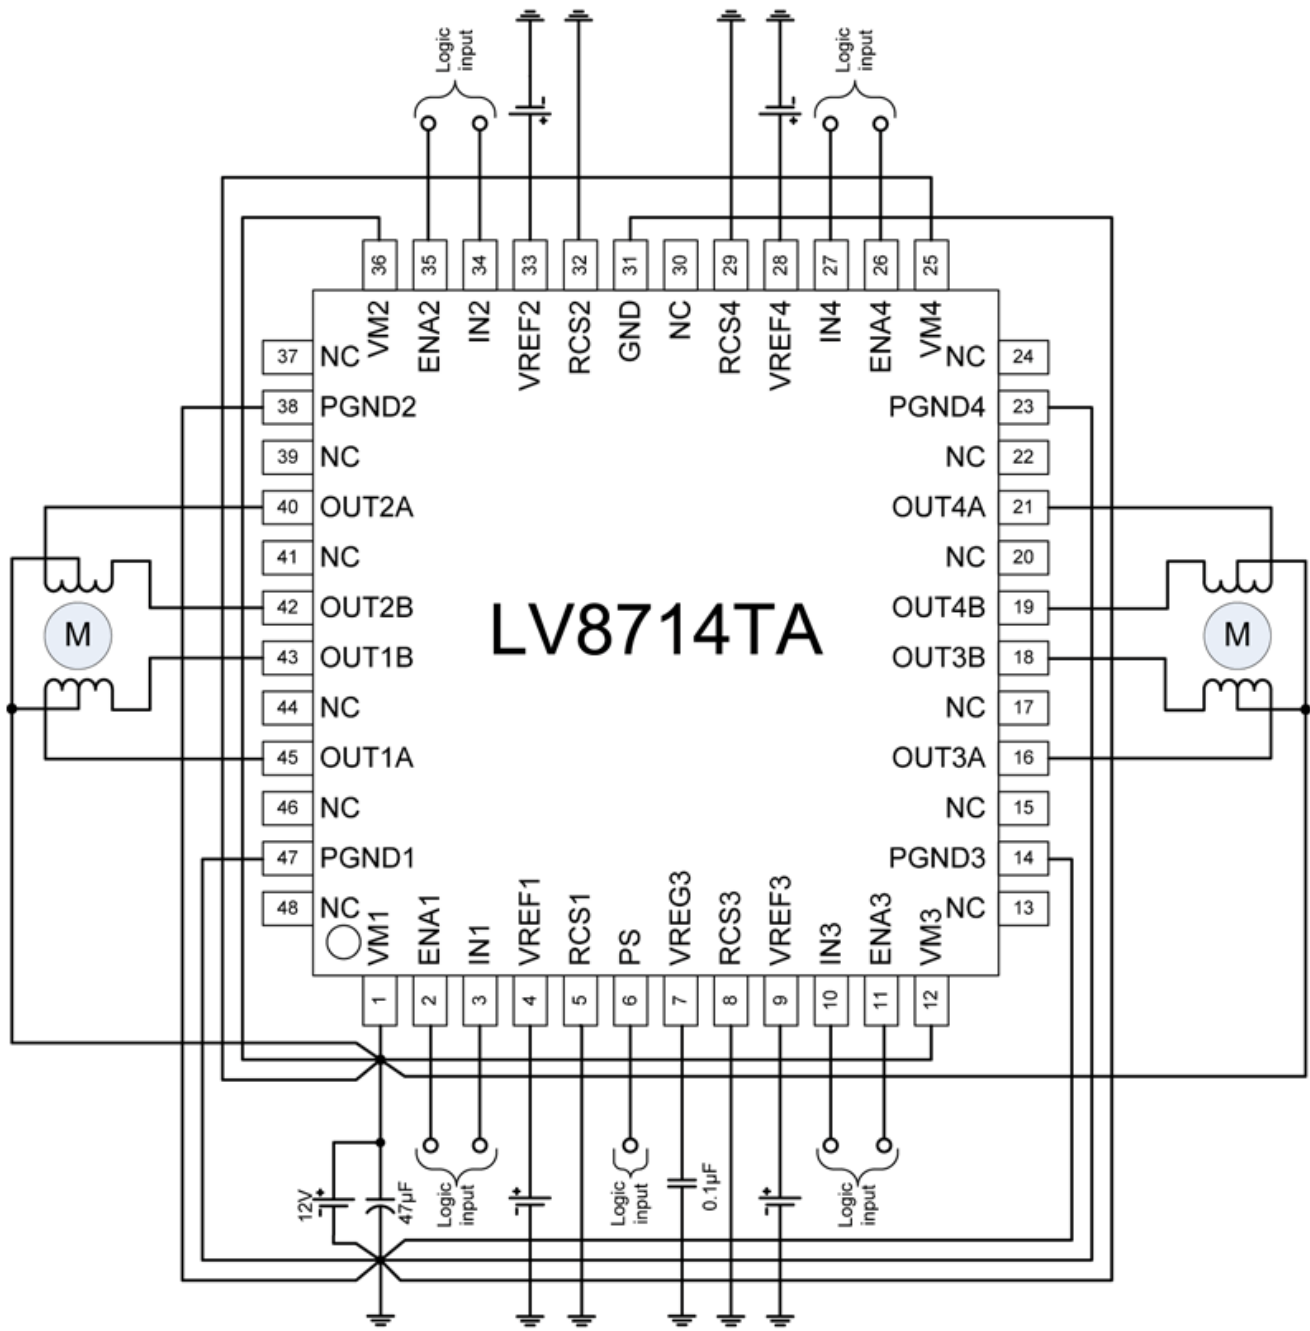 Logic
input
Logic
input
-
+
-
+
36
35
34
33
32
31
30
29
28
27
26
25
VM2
ENA2
IN2
VREF2
RCS2
GND
NC
RCS4
VREF4
IN4
ENA4
VM4
37 NC
NC 24
38 PGND2
PGND4 23
39 NC
NC 22
40 OUT2A
OUT4A 21
41 NC
NC 20
42 OUT2B
OUT4B 19
M
LV8714TA
M
43 OUT1B
OUT3B 18
44 NC
NC 17
45 OUT1A
OUT3A 16
46 NC
NC 15
47 PGND1
PGND3 14
48 NC
NC 13
VM1
ENA1
IN1
VREF1
RCS1
PS
VREG3
RCS3
VREF3
IN3
ENA3
VM3
1
2
3
4
5
6
7
8
9
10
11
12
12V
+
-
47µF
Logic
input
+
-
Logic
input
0.1µF
+
-
Logic
input